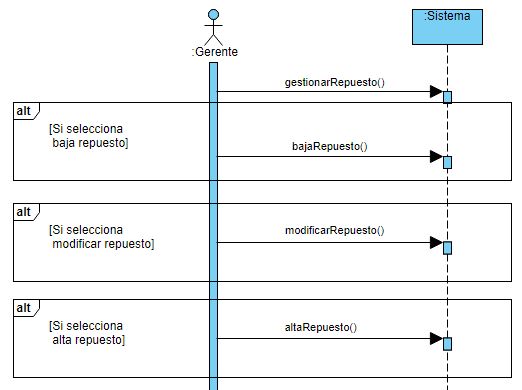 :Sistema
:Gerente
gestionarRepuesto()
alt
[Si selecciona
baja repuesto]
bajaRepuesto()
alt
[Si selecciona
modificar repuesto]
modificarRepuesto()
alt
[Si selecciona
alta repuesto]
altaRepuesto()